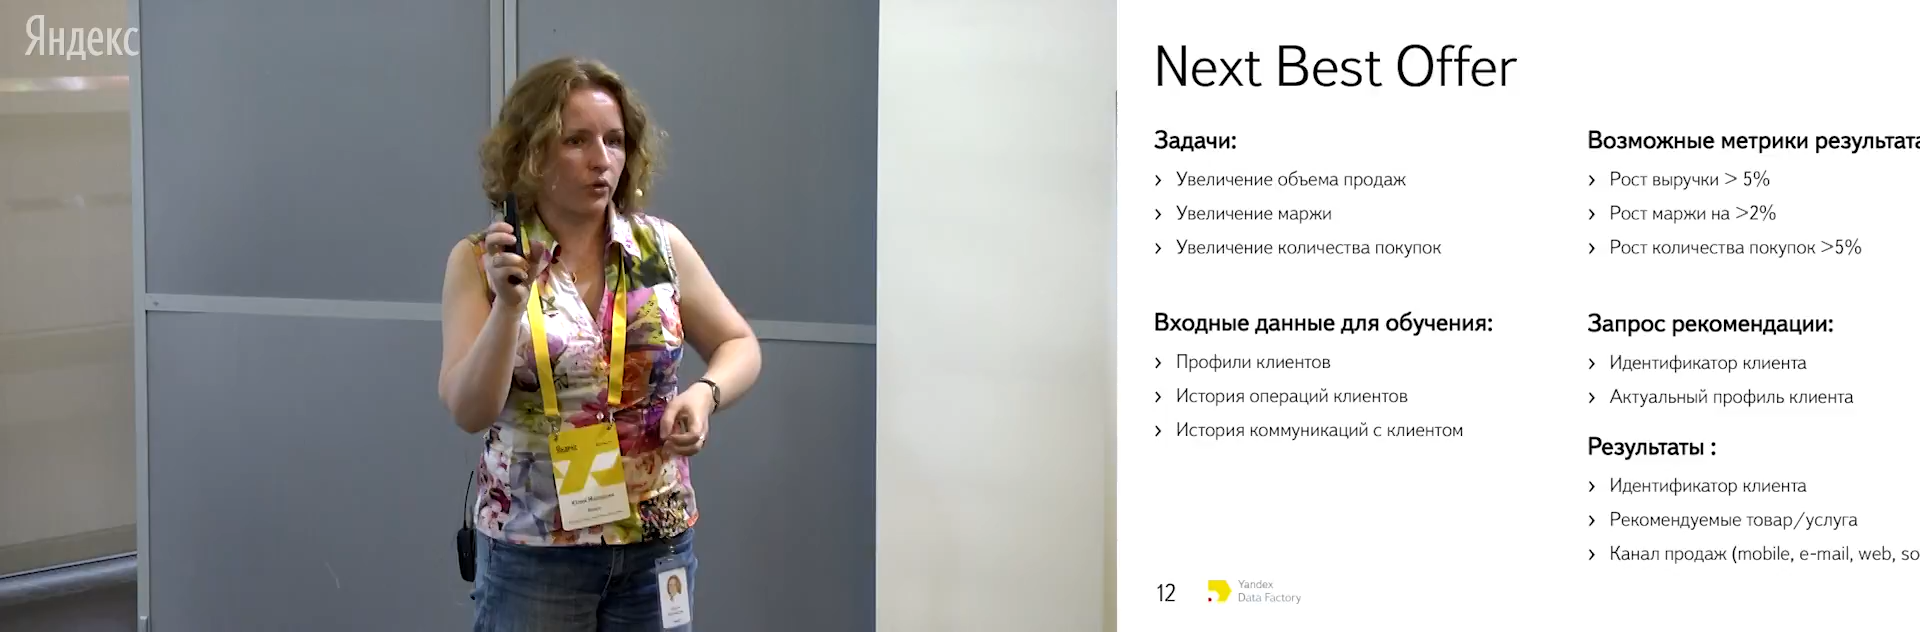 Яндекс
Next Best Offer
Задачи:
› Увеличение объема продаж
› Увеличение маржи
› Увеличение количества покупок
Входные данные для обучения:
› Профили клиентов
› История операций клиентов
› История коммуникаций с клиентом
Возможные метрики результата
› Рост выручки > 5%
› Рост маржи на >2%
› Рост количества покупок >5%
Запрос рекомендации:
› Идентификатор клиента
› Актуальный профиль клиента
Результаты :
› Идентификатор клиента
› Рекомендуемые товар/услуга
› Канал продаж (mobile, e-mail, web, so
12
Yandex
Data Factory
Яндекс